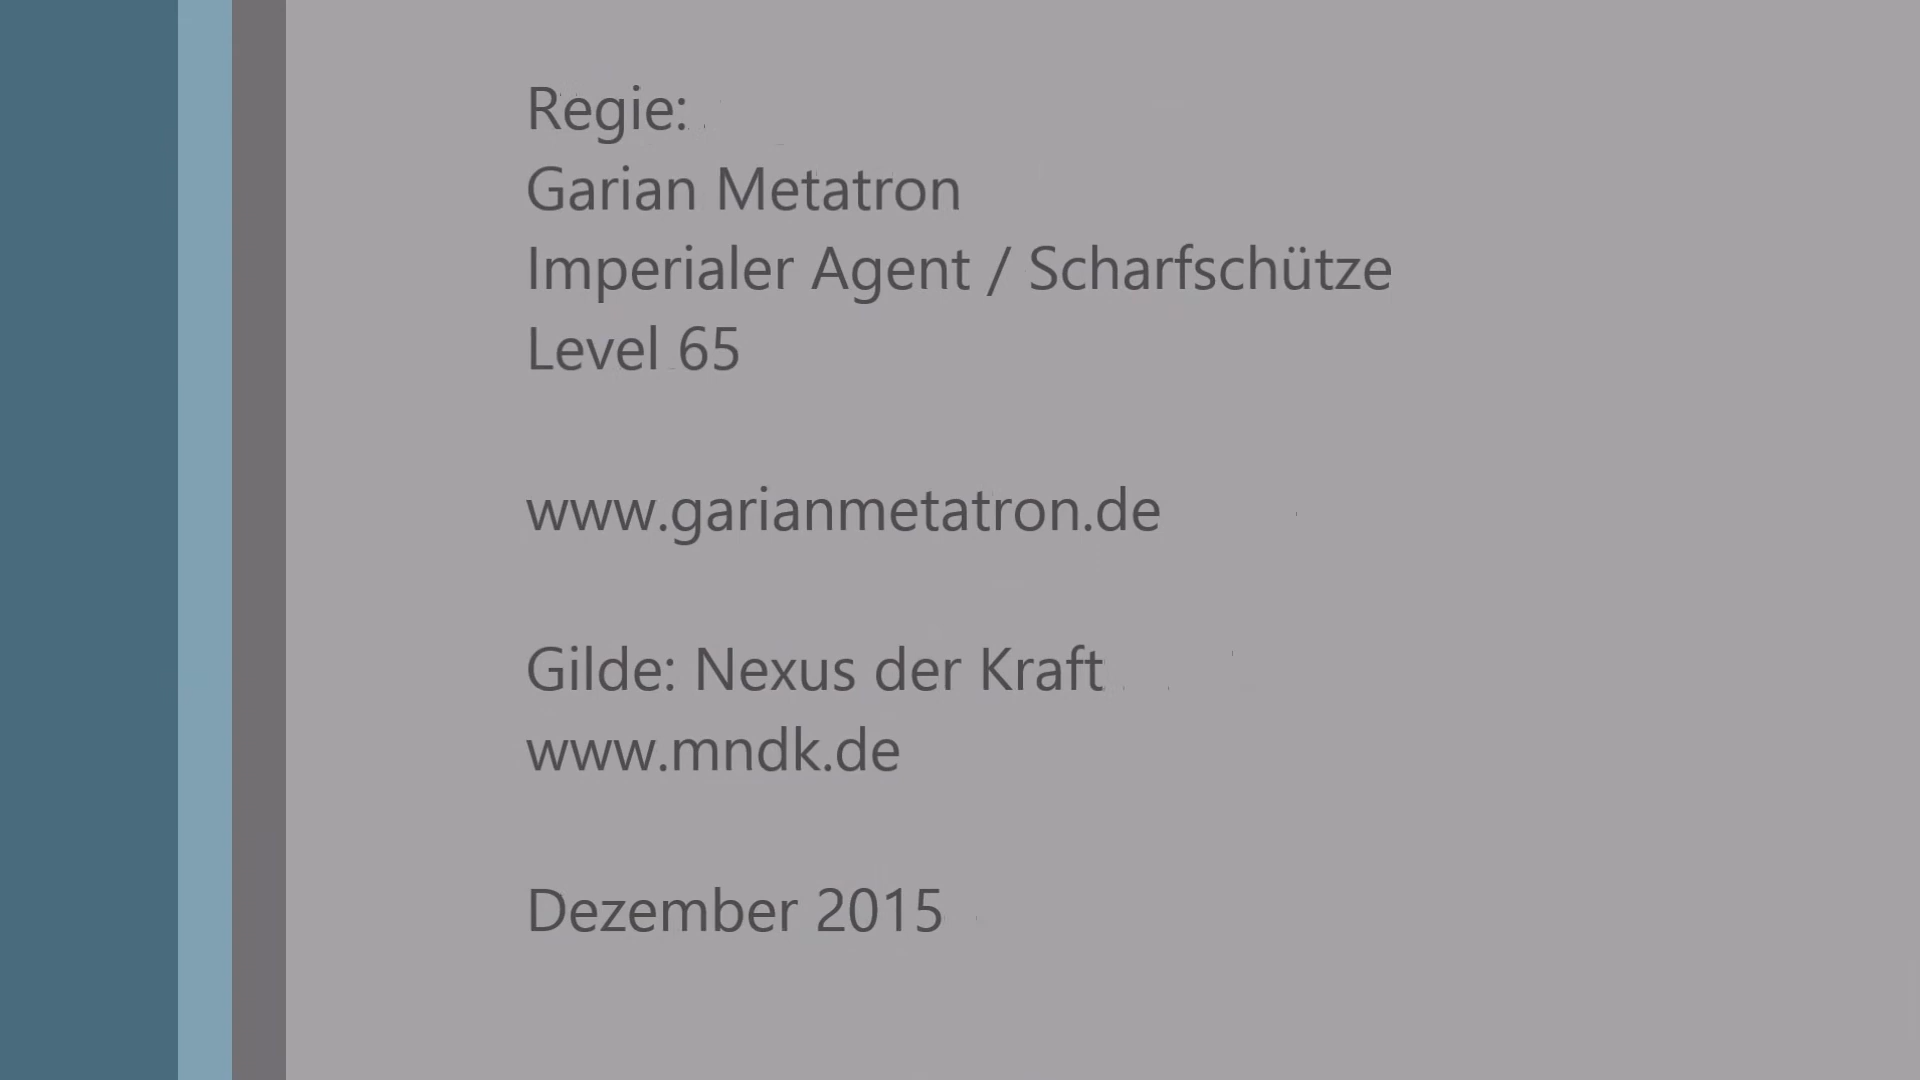 Regie:
Garian Metatron
Imperialer Agent / Scharfschütze
Level 65
www.garianmetatron.de
Gilde: Nexus der Kraft
www.mndk.de
Dezember 2015